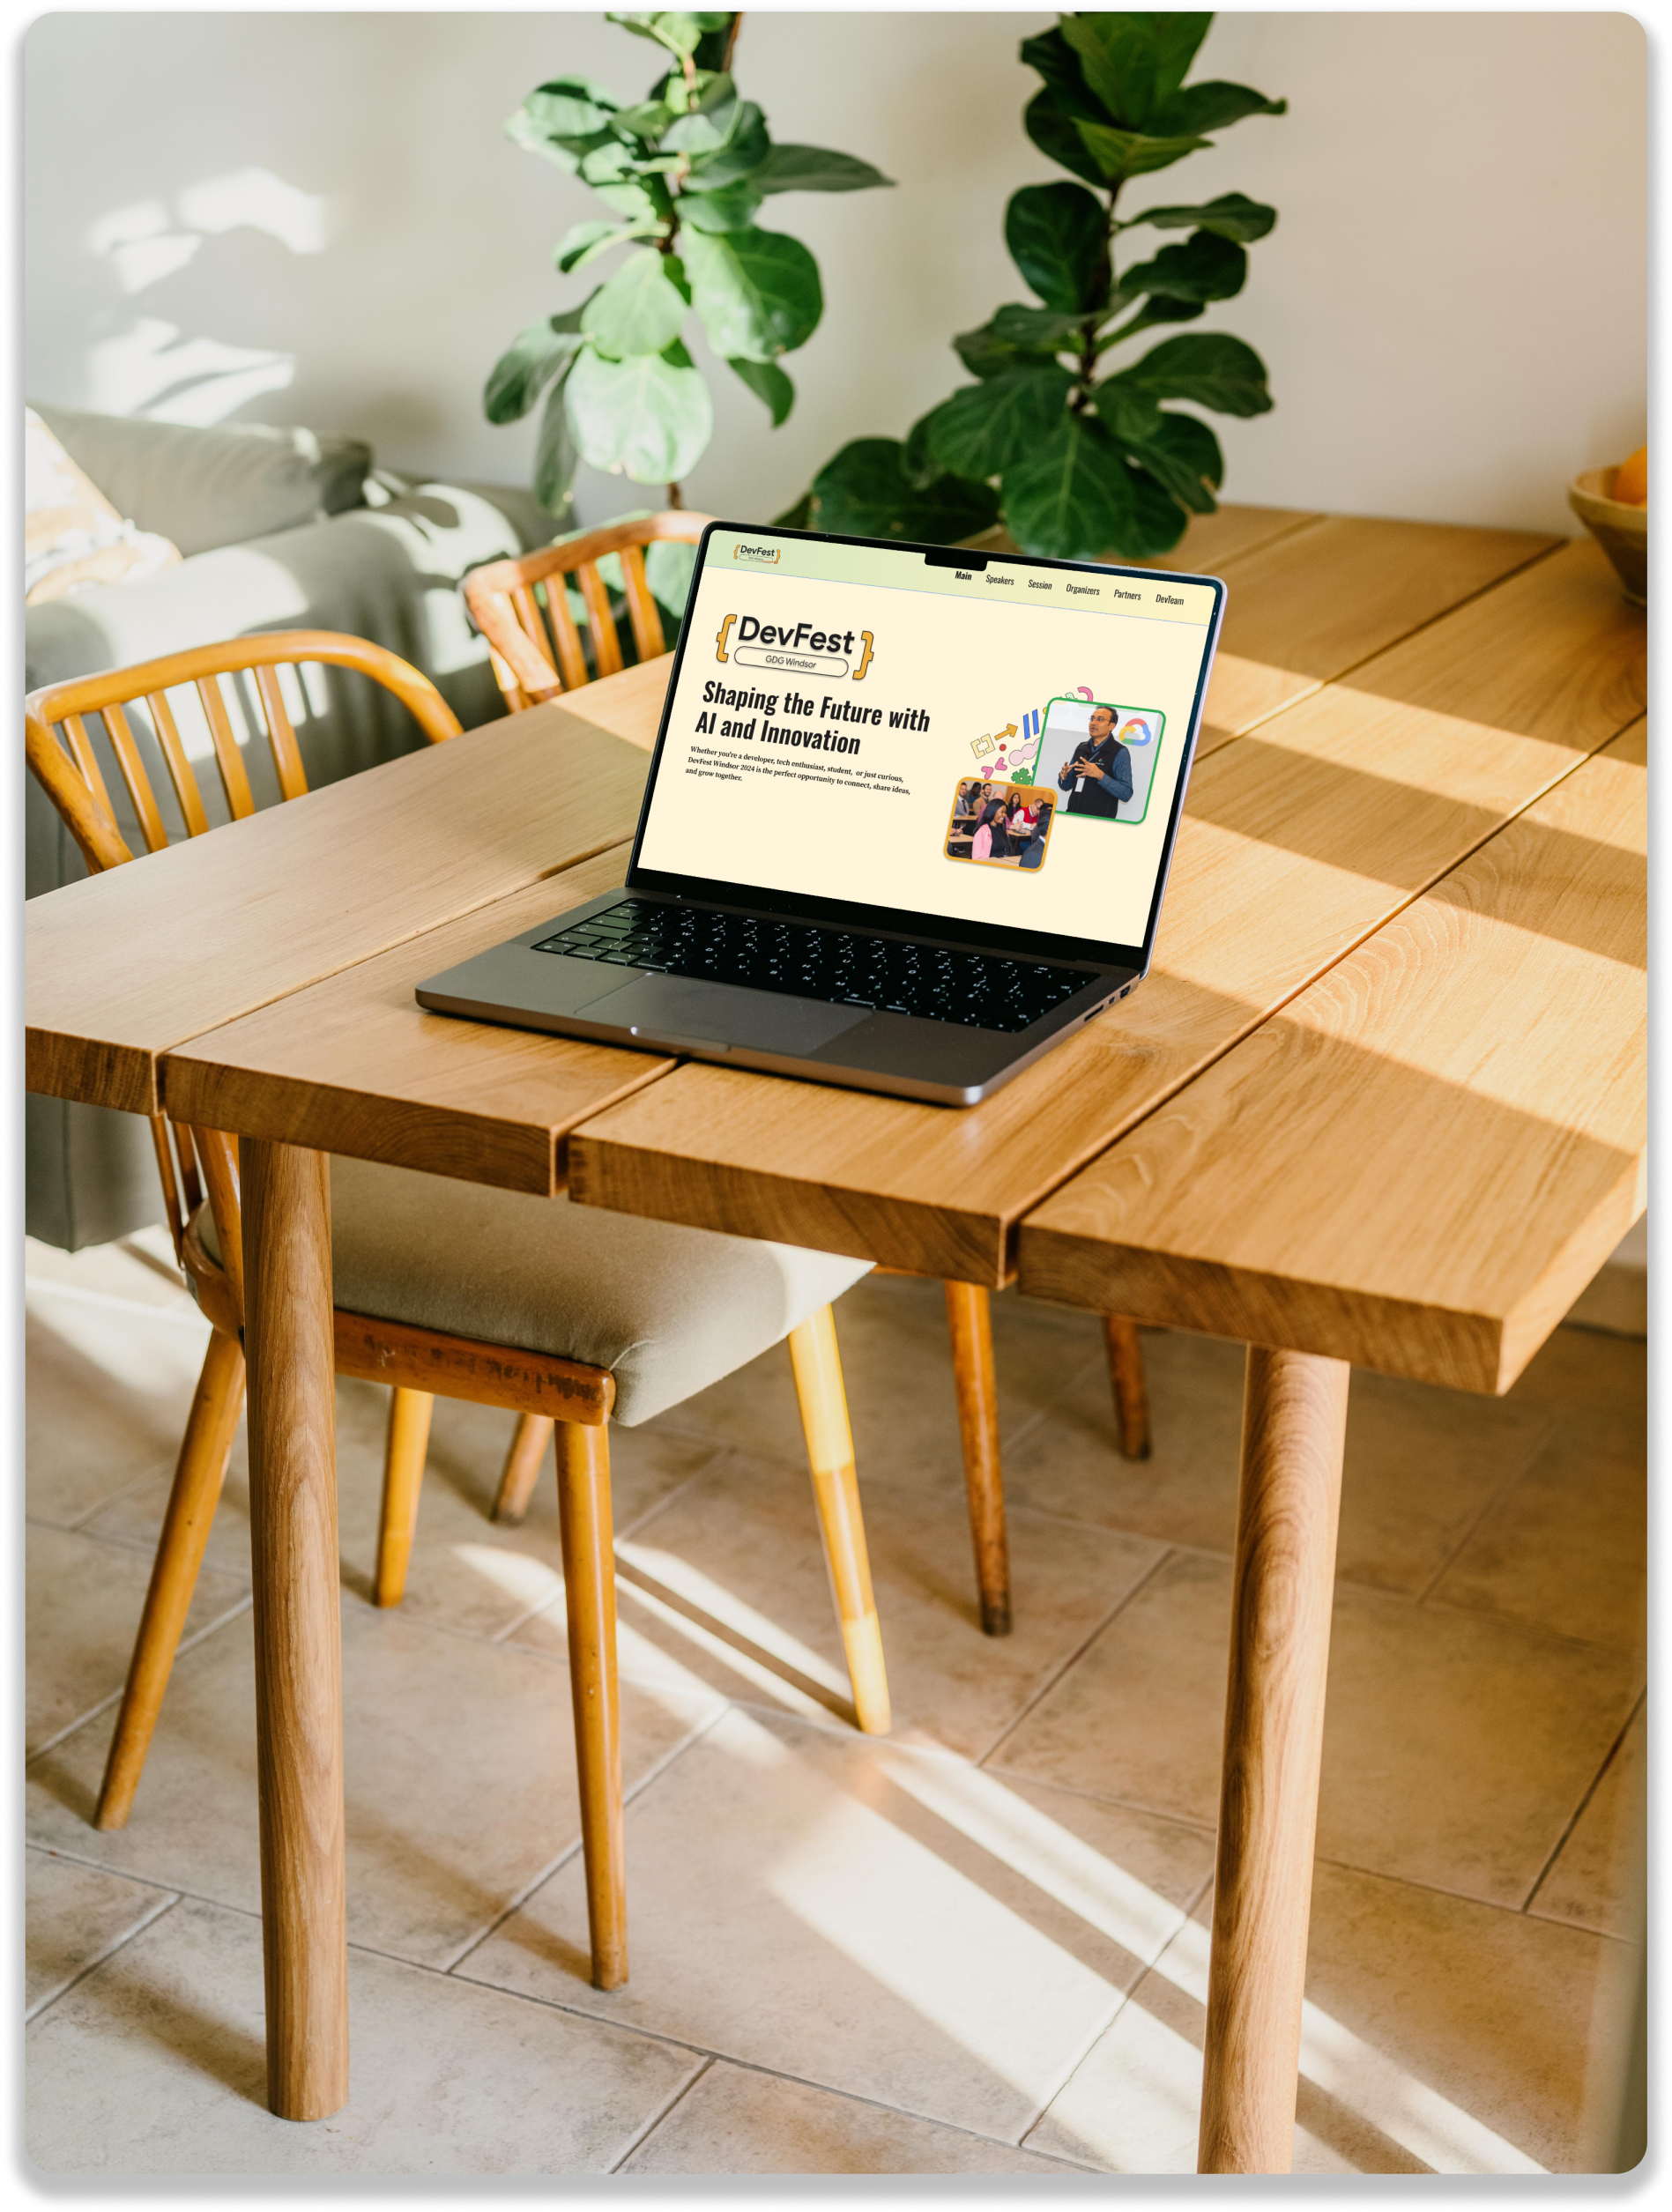 DevFest
Main Speakers Session Organizers Partners DevTeam
DevFest
GDG Windsor
Shaping the Future with
AI and Innovation
Whether you're a developer, tech enthusiast, student, or just curious,
DevFest Windsor 2024 is the perfect opportunity to connect, share ideas,
and grow together.